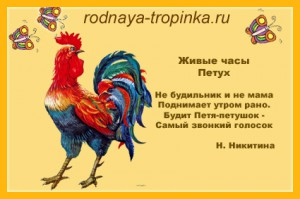 rodnaya-tropinka.ru
Живые часы
Петух
Не будильник и не мама
Поднимает утром рано.
Будит Петя-петушок -
Самый звонкий голосок
Н. Никитина